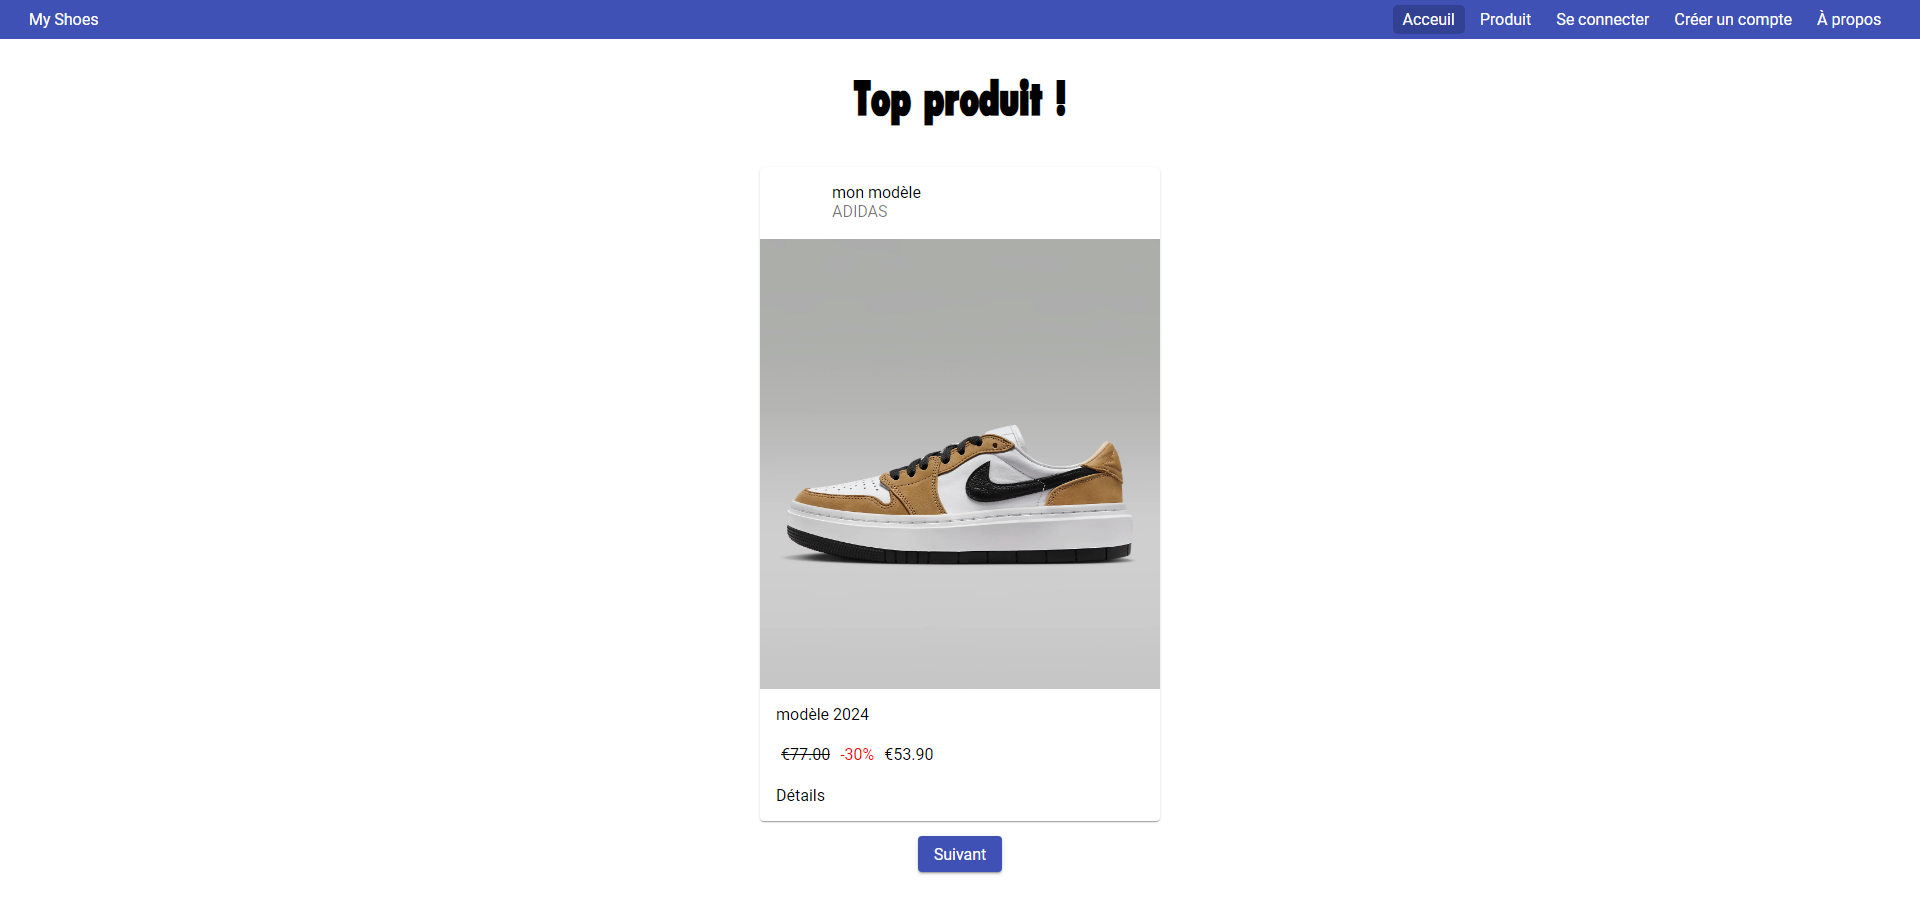 My Shoes
Acceuil Produit Se connecter Créer un compte À propos
Top produit !
mon modèle
ADIDAS
modèle 2024
€77.00 -30% €53.90
Détails
Suivant